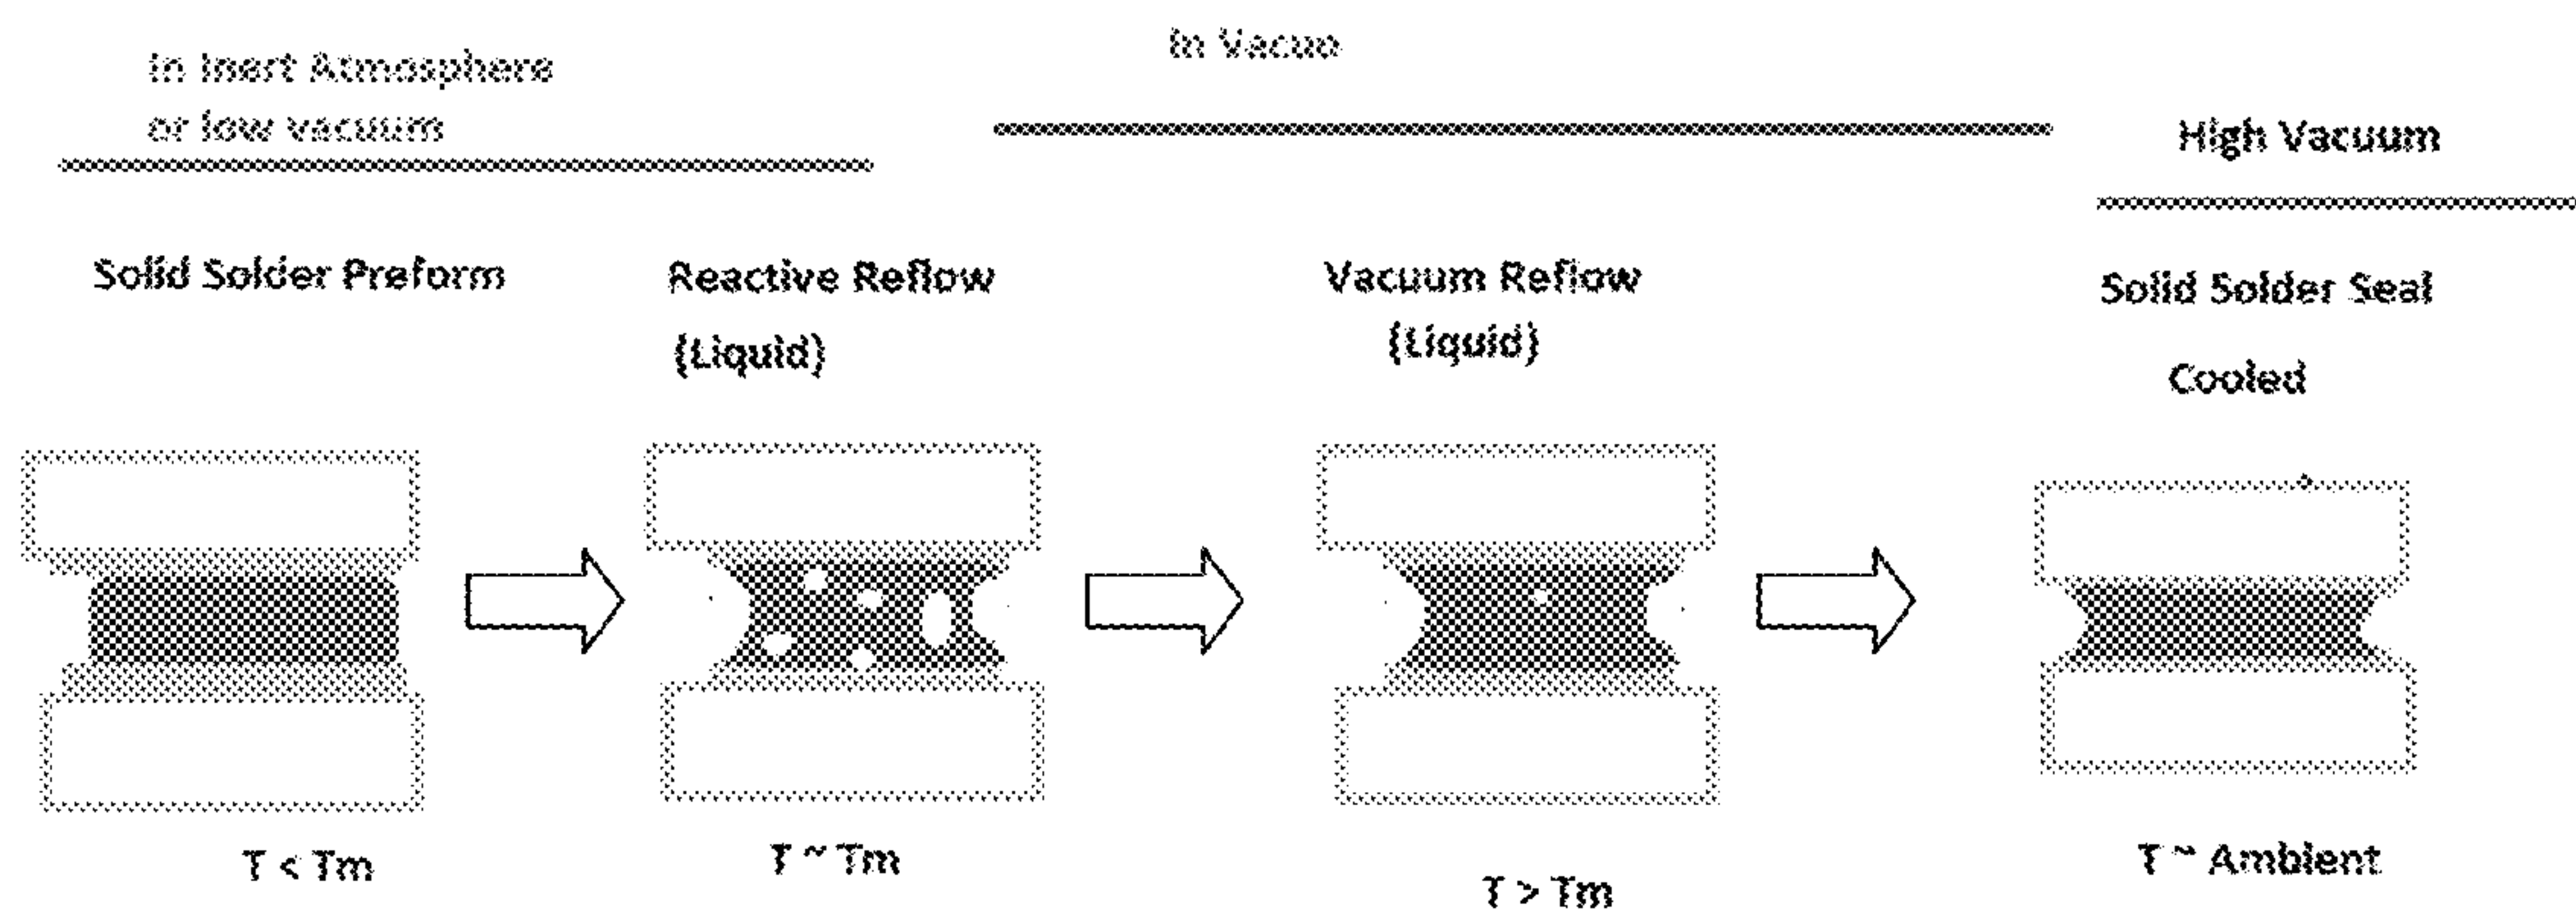 In Inert Atmosphere
or low vacuum
In Vacuo
High Vacuum
Solid Solder Preform
Reactive Reflow
(Liquid)
Vacuum Reflow
(Liquid)
Solid Solder Seal
Cooled
T < Tm
T ~ Tm
T > Tm
T ~ Ambient